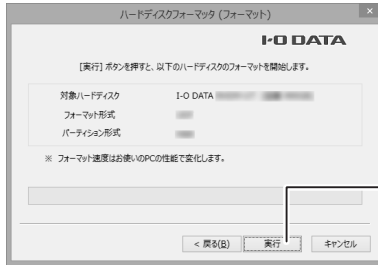 ハードディスクフォーマッタ (フォーマット)
I-O DATA
[実行] ボタンを押すと、以下のハードディスクのフォーマットを開始します。
対象ハードディスク I-O DATA
フォーマット形式
パーティション形式
※ フォーマット速度はお使いのPCの性能で変化します。
< 戻る(B) 実行 キャンセル